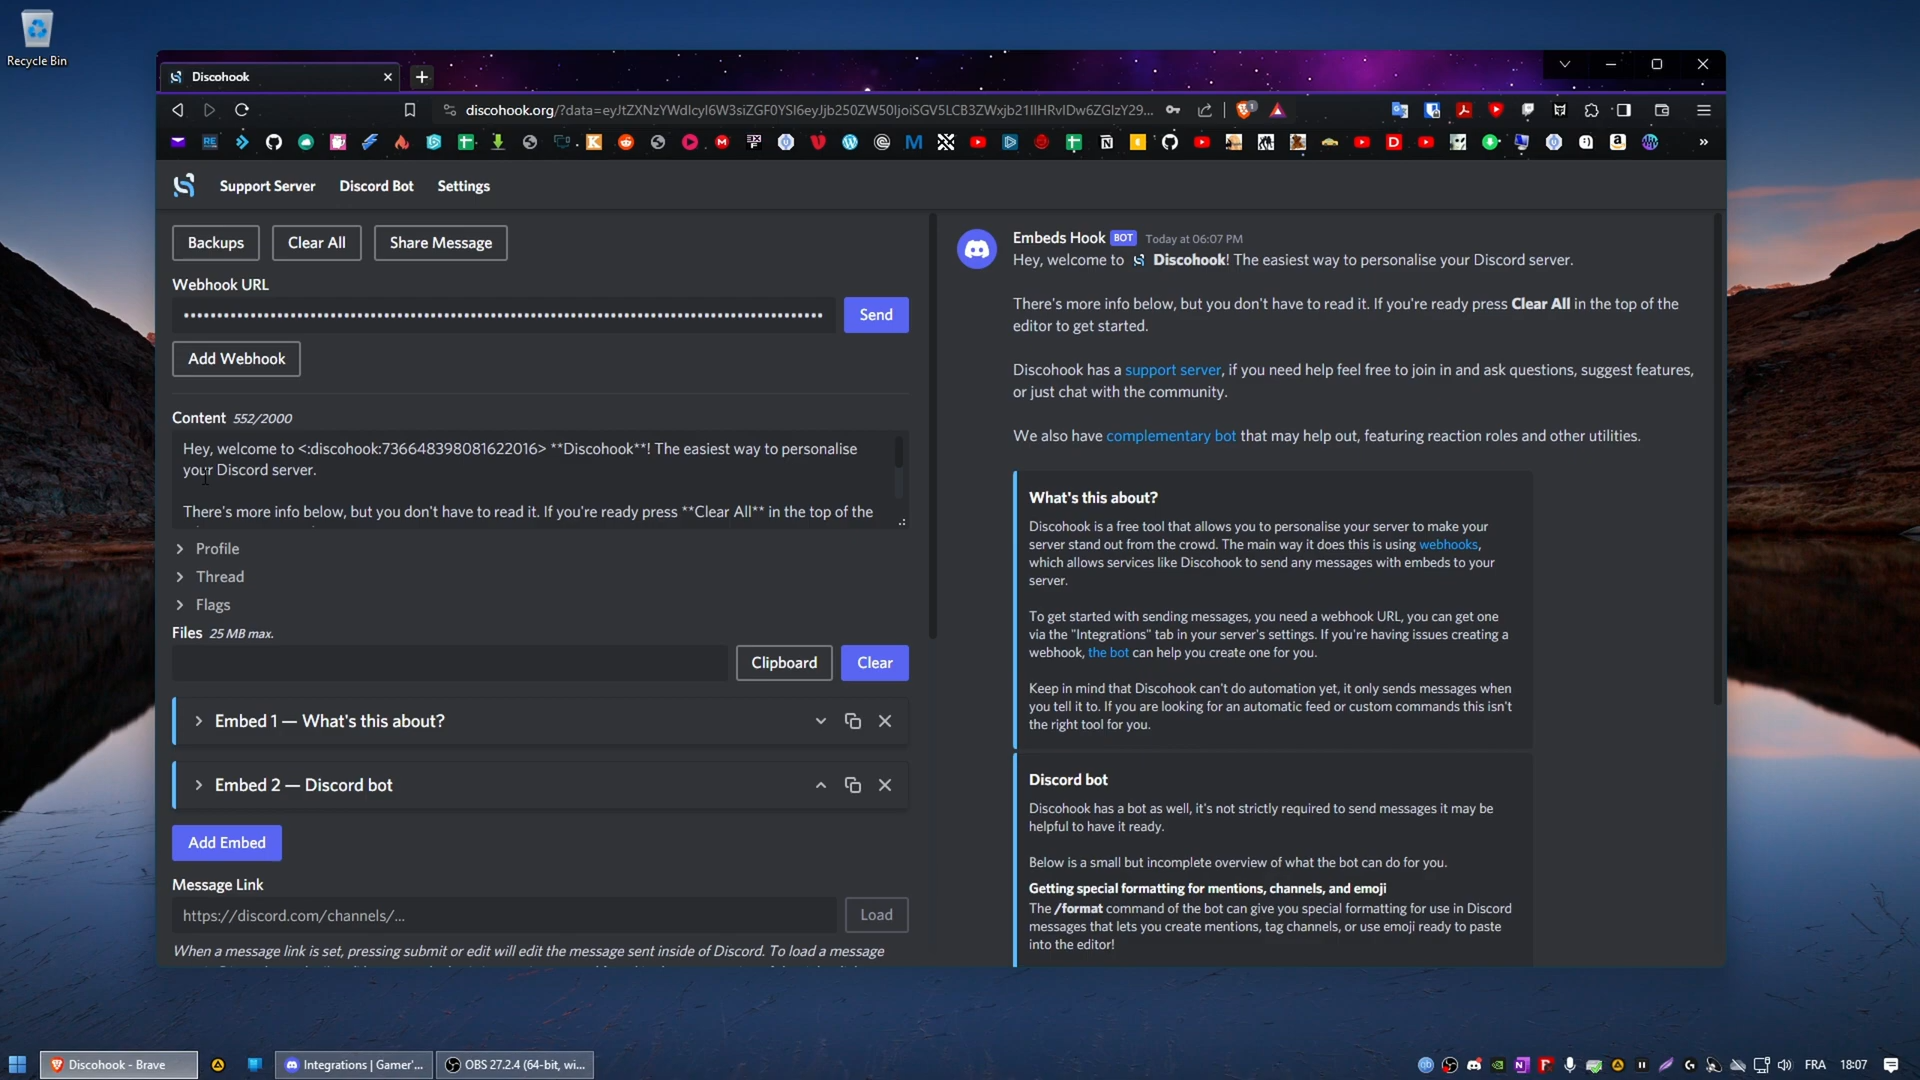 Recycle Bin
Discohook
discohook.org/?data=eyJtZXNzYWdlcyI6W3siZGF0YSI6eyJjb250ZW50IjoiSGV5LCB3ZWxjb21lIHRvIDw6ZGlzY29...
Support Server
Discord Bot
Settings
Backups
Clear All
Share Message
Webhook URL
Send
Add Webhook
Content 552/2000
Hey, welcome to <:discohook:736648398081622016> **Discohook**! The easiest way to personalise
your Discord server.
There's more info below, but you don't have to read it. If you're ready press **Clear All** in the top of the
Profile
Thread
Flags
Files 25 MB max.
Clipboard
Clear
Embed 1 — What's this about?
Embed 2 — Discord bot
Add Embed
Message Link
https://discord.com/channels/...
Load
When a message link is set, pressing submit or edit will edit the message sent inside of Discord. To load a message
Embeds Hook BOT Today at 06:07 PM
Hey, welcome to Discohook! The easiest way to personalise your Discord server.
There's more info below, but you don't have to read it. If you're ready press Clear All in the top of the
editor to get started.
Discohook has a support server, if you need help feel free to join in and ask questions, suggest features,
or just chat with the community.
We also have complementary bot that may help out, featuring reaction roles and other utilities.
What's this about?
Discohook is a free tool that allows you to personalise your server to make your
server stand out from the crowd. The main way it does this is using webhooks,
which allows services like Discohook to send any messages with embeds to your
server.
To get started with sending messages, you need a webhook URL, you can get one
via the "Integrations" tab in your server's settings. If you're having issues creating a
webhook, the bot can help you create one for you.
Keep in mind that Discohook can't do automation yet, it only sends messages when
you tell it to. If you are looking for an automatic feed or custom commands this isn't
the right tool for you.
Discord bot
Discohook has a bot as well, it's not strictly required to send messages it may be
helpful to have it ready.
Below is a small but incomplete overview of what the bot can do for you.
Getting special formatting for mentions, channels, and emoji
The /format command of the bot can give you special formatting for use in Discord
messages that lets you create mentions, tag channels, or use emoji ready to paste
into the editor!
Discohook - Brave
Integrations | Gamer'...
OBS 27.2.4 (64-bit, wi...
FRA
18:07